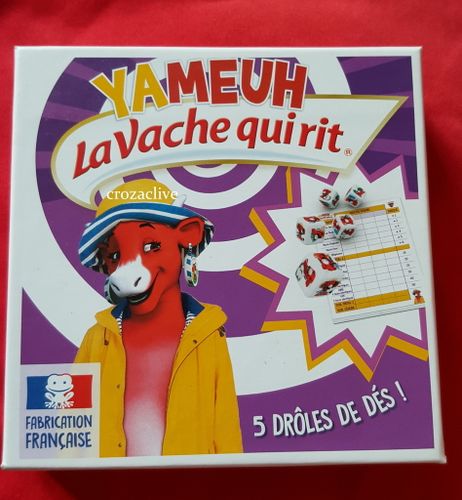 YAMEUH
La Vache qui rit
®
crozaclive
5 DRÔLES DE DÉS !
FABRICATION
FRANÇAISE